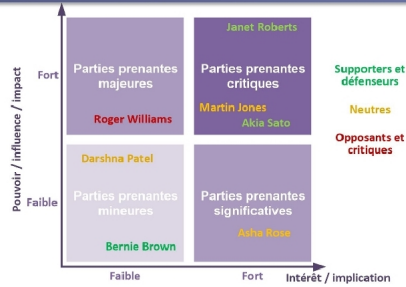 Pouvoir / influence / impact
Fort
Faible
Parties prenantes
majeures
Roger Williams
Janet Roberts
Parties prenantes
critiques
Martin Jones
Akia Sato
Darshna Patel
Parties prenantes
mineures
Bernie Brown
Parties prenantes
significatives
Asha Rose
Supporters et
défenseurs
Neutres
Opposants et
critiques
Faible
Fort
Intérêt / implication